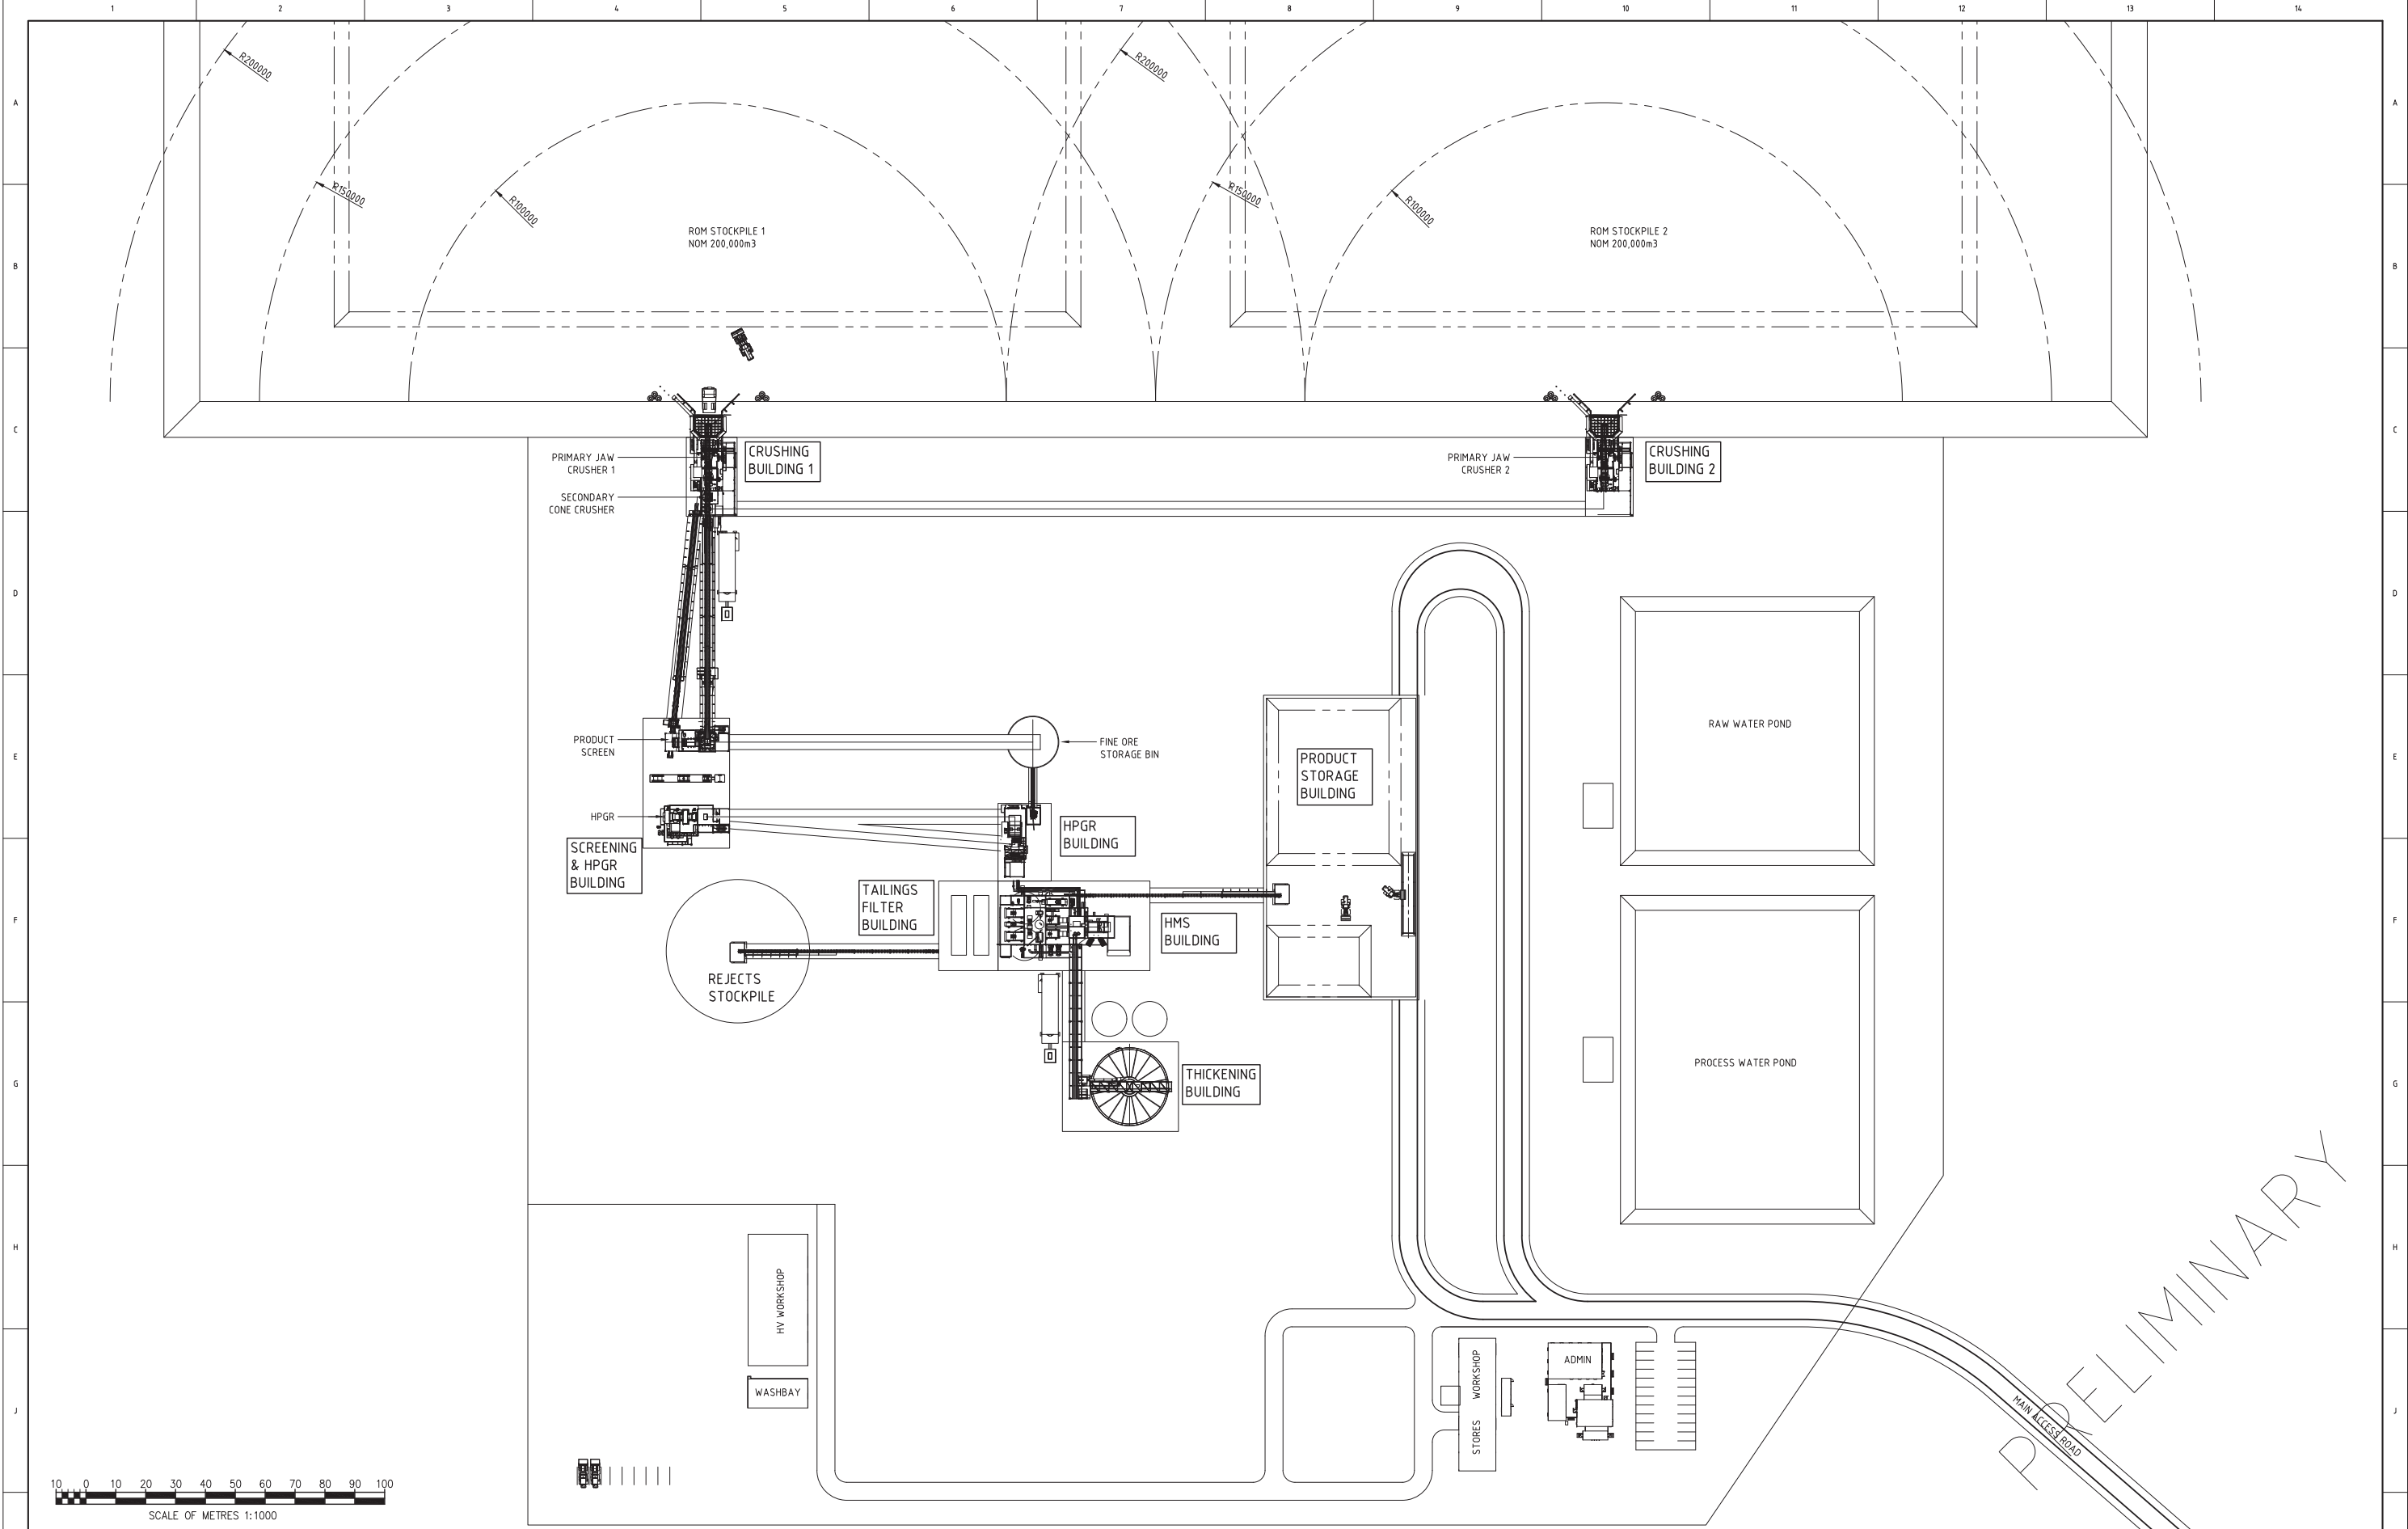 1 2 3 4 5 6 7 8 9 10 11 12 13 14
A A
B B
C C
D D
E E
F F
G G
H H
J J
R200000
R150000
R100000
R200000
R150000
R100000
ROM STOCKPILE 1
NOM 200,000m3
ROM STOCKPILE 2
NOM 200,000m3
PRIMARY JAW
CRUSHER 1
SECONDARY
CONE CRUSHER
CRUSHING
BUILDING 1
PRIMARY JAW
CRUSHER 2
CRUSHING
BUILDING 2
PRODUCT
SCREEN
FINE ORE
STORAGE BIN
HPGR
SCREENING
& HPGR
BUILDING
HPGR
BUILDING
PRODUCT
STORAGE
BUILDING
RAW WATER POND
TAILINGS
FILTER
BUILDING
HMS
BUILDING
REJECTS
STOCKPILE
THICKENING
BUILDING
PROCESS WATER POND
HV WORKSHOP
WASHBAY
STORES WORKSHOP
ADMIN
MAIN ACCESS ROAD
PRELIMINARY
10 0 10 20 30 40 50 60 70 80 90 100
SCALE OF METRES 1:1000